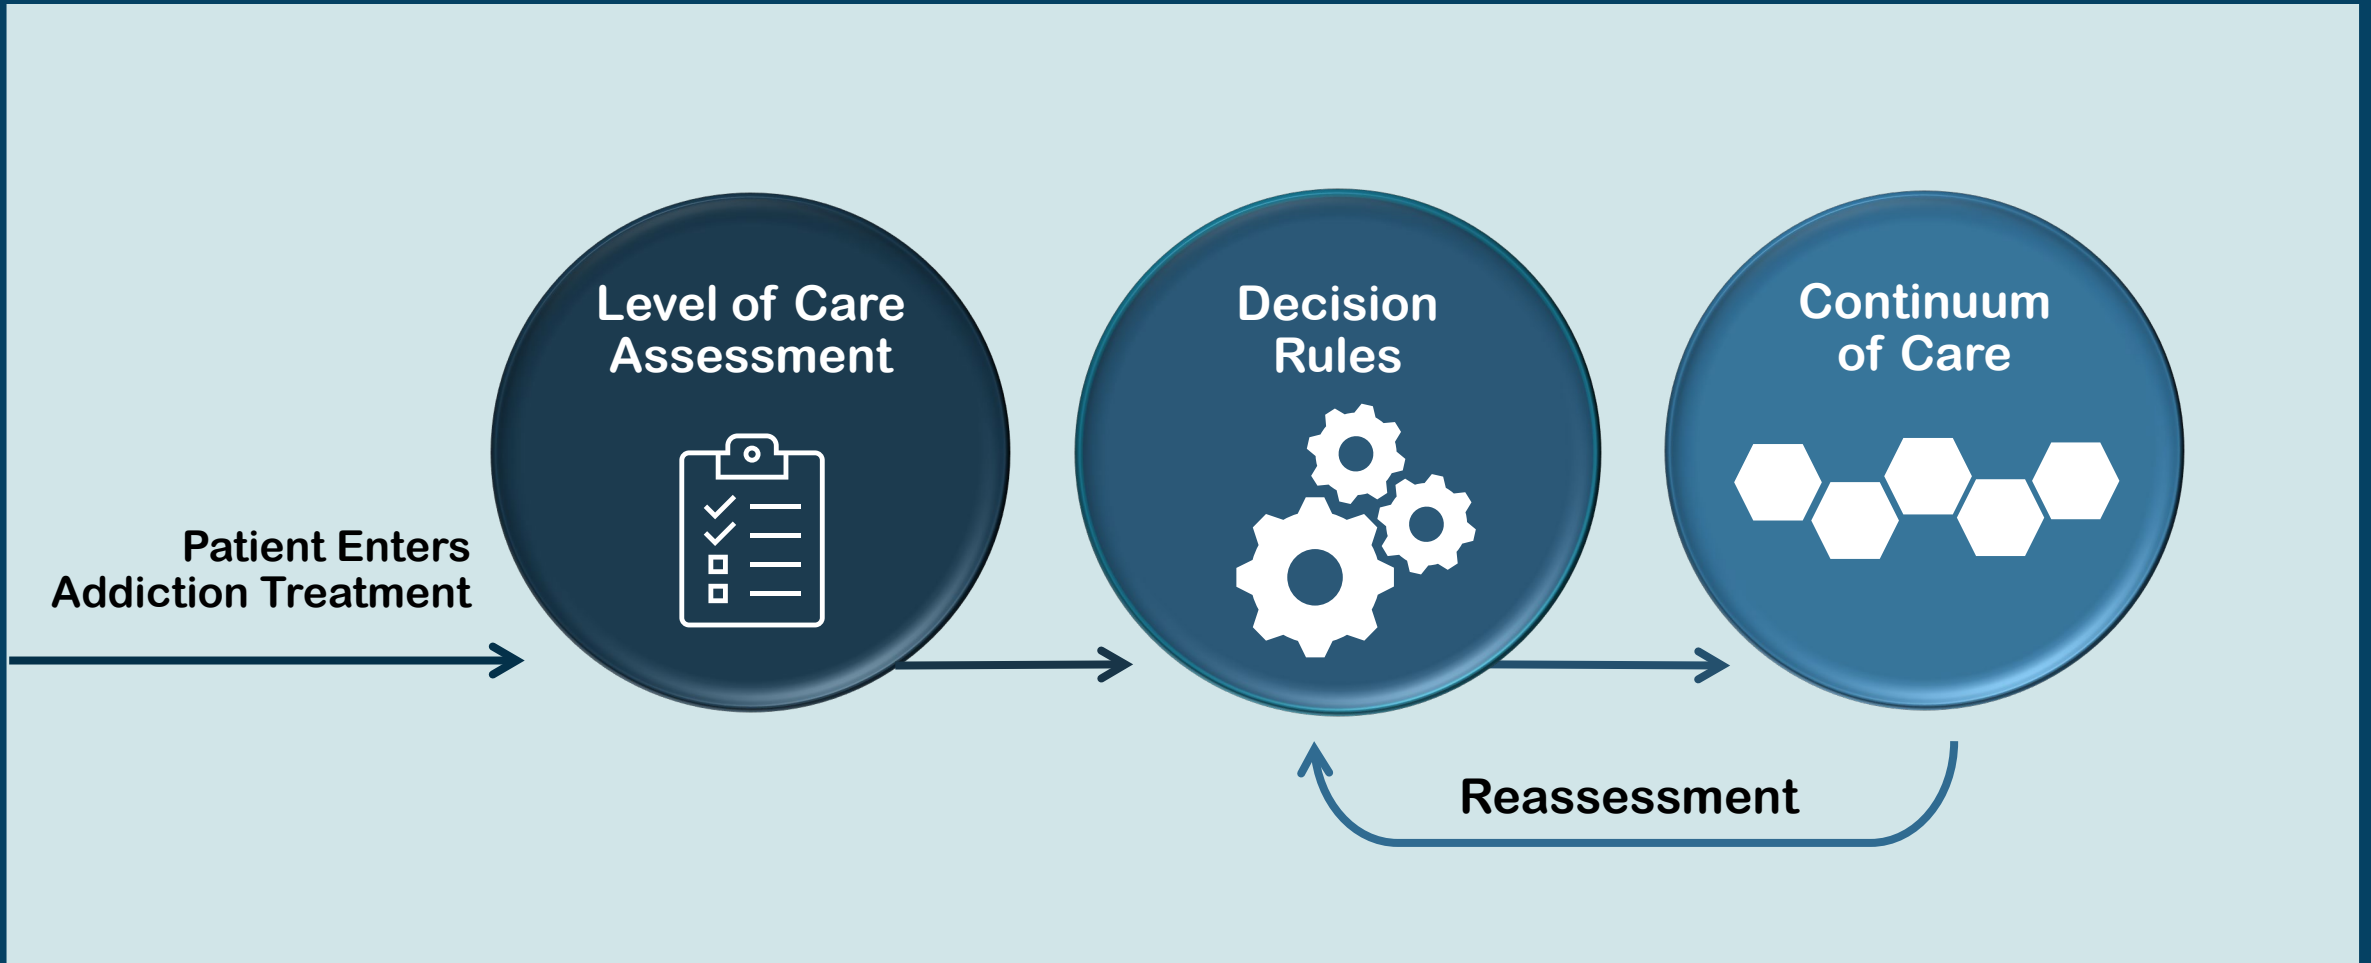 Level of Care
Assessment
Decision
Rules
Continuum
of Care
Patient Enters
Addiction Treatment
Reassessment